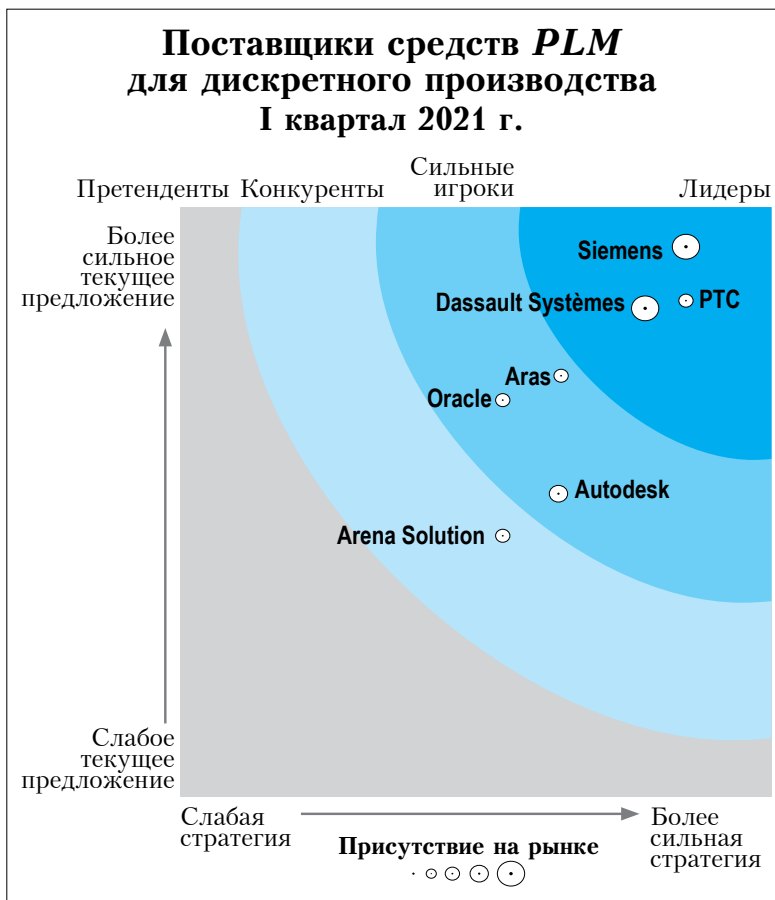 Поставщики средств PLM
для дискретного производства
I квартал 2021 г.
Претенденты
Конкуренты
Сильные
игроки
Лидеры
Более
сильное
текущее
предложение
Siemens
Dassault Systèmes
PTC
Aras
Oracle
Autodesk
Arena Solution
Слабое
текущее
предложение
Слабая
стратегия
Более
сильная
стратегия
Присутствие на рынке